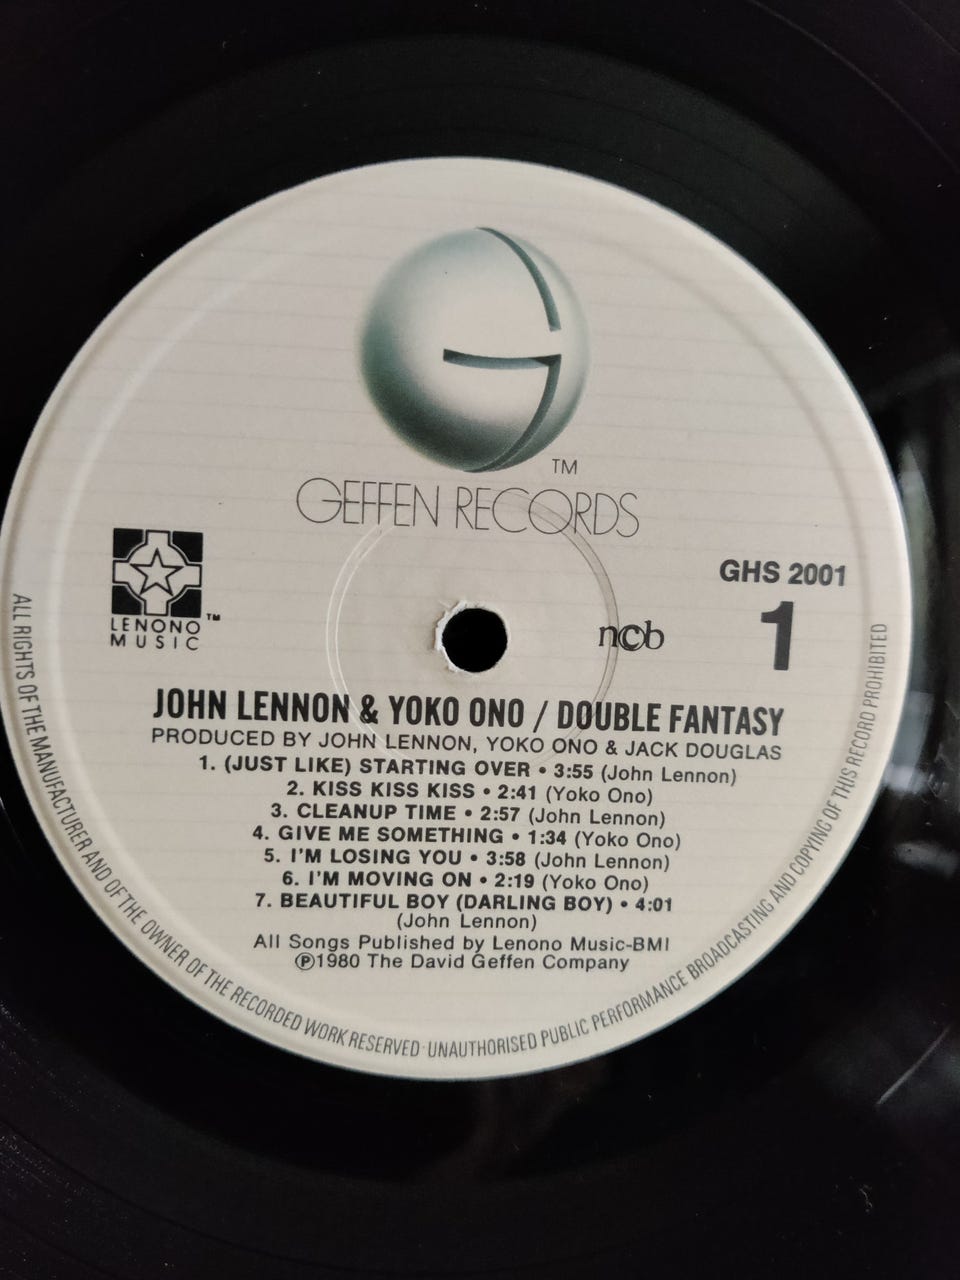 TM
GEFFEN RECORDS
GHS 2001
1
LENONO™
MUSIC
ncb
JOHN LENNON & YOKO ONO / DOUBLE FANTASY
PRODUCED BY JOHN LENNON, YOKO ONO & JACK DOUGLAS
1. (JUST LIKE) STARTING OVER • 3:55 (John Lennon)
2. KISS KISS KISS • 2:41 (Yoko Ono)
3. CLEANUP TIME • 2:57 (John Lennon)
4. GIVE ME SOMETHING • 1:34 (Yoko Ono)
5. I'M LOSING YOU • 3:58 (John Lennon)
6. I'M MOVING ON • 2:19 (Yoko Ono)
7. BEAUTIFUL BOY (DARLING BOY) • 4:01
(John Lennon)
All Songs Published by Lenono Music-BMI
℗1980 The David Geffen Company
ALL RIGHTS OF THE MANUFACTURER AND OF THE OWNER OF THE RECORDED WORK RESERVED · UNAUTHORISED PUBLIC PERFORMANCE BROADCASTING AND COPYING OF THIS RECORD PROHIBITED